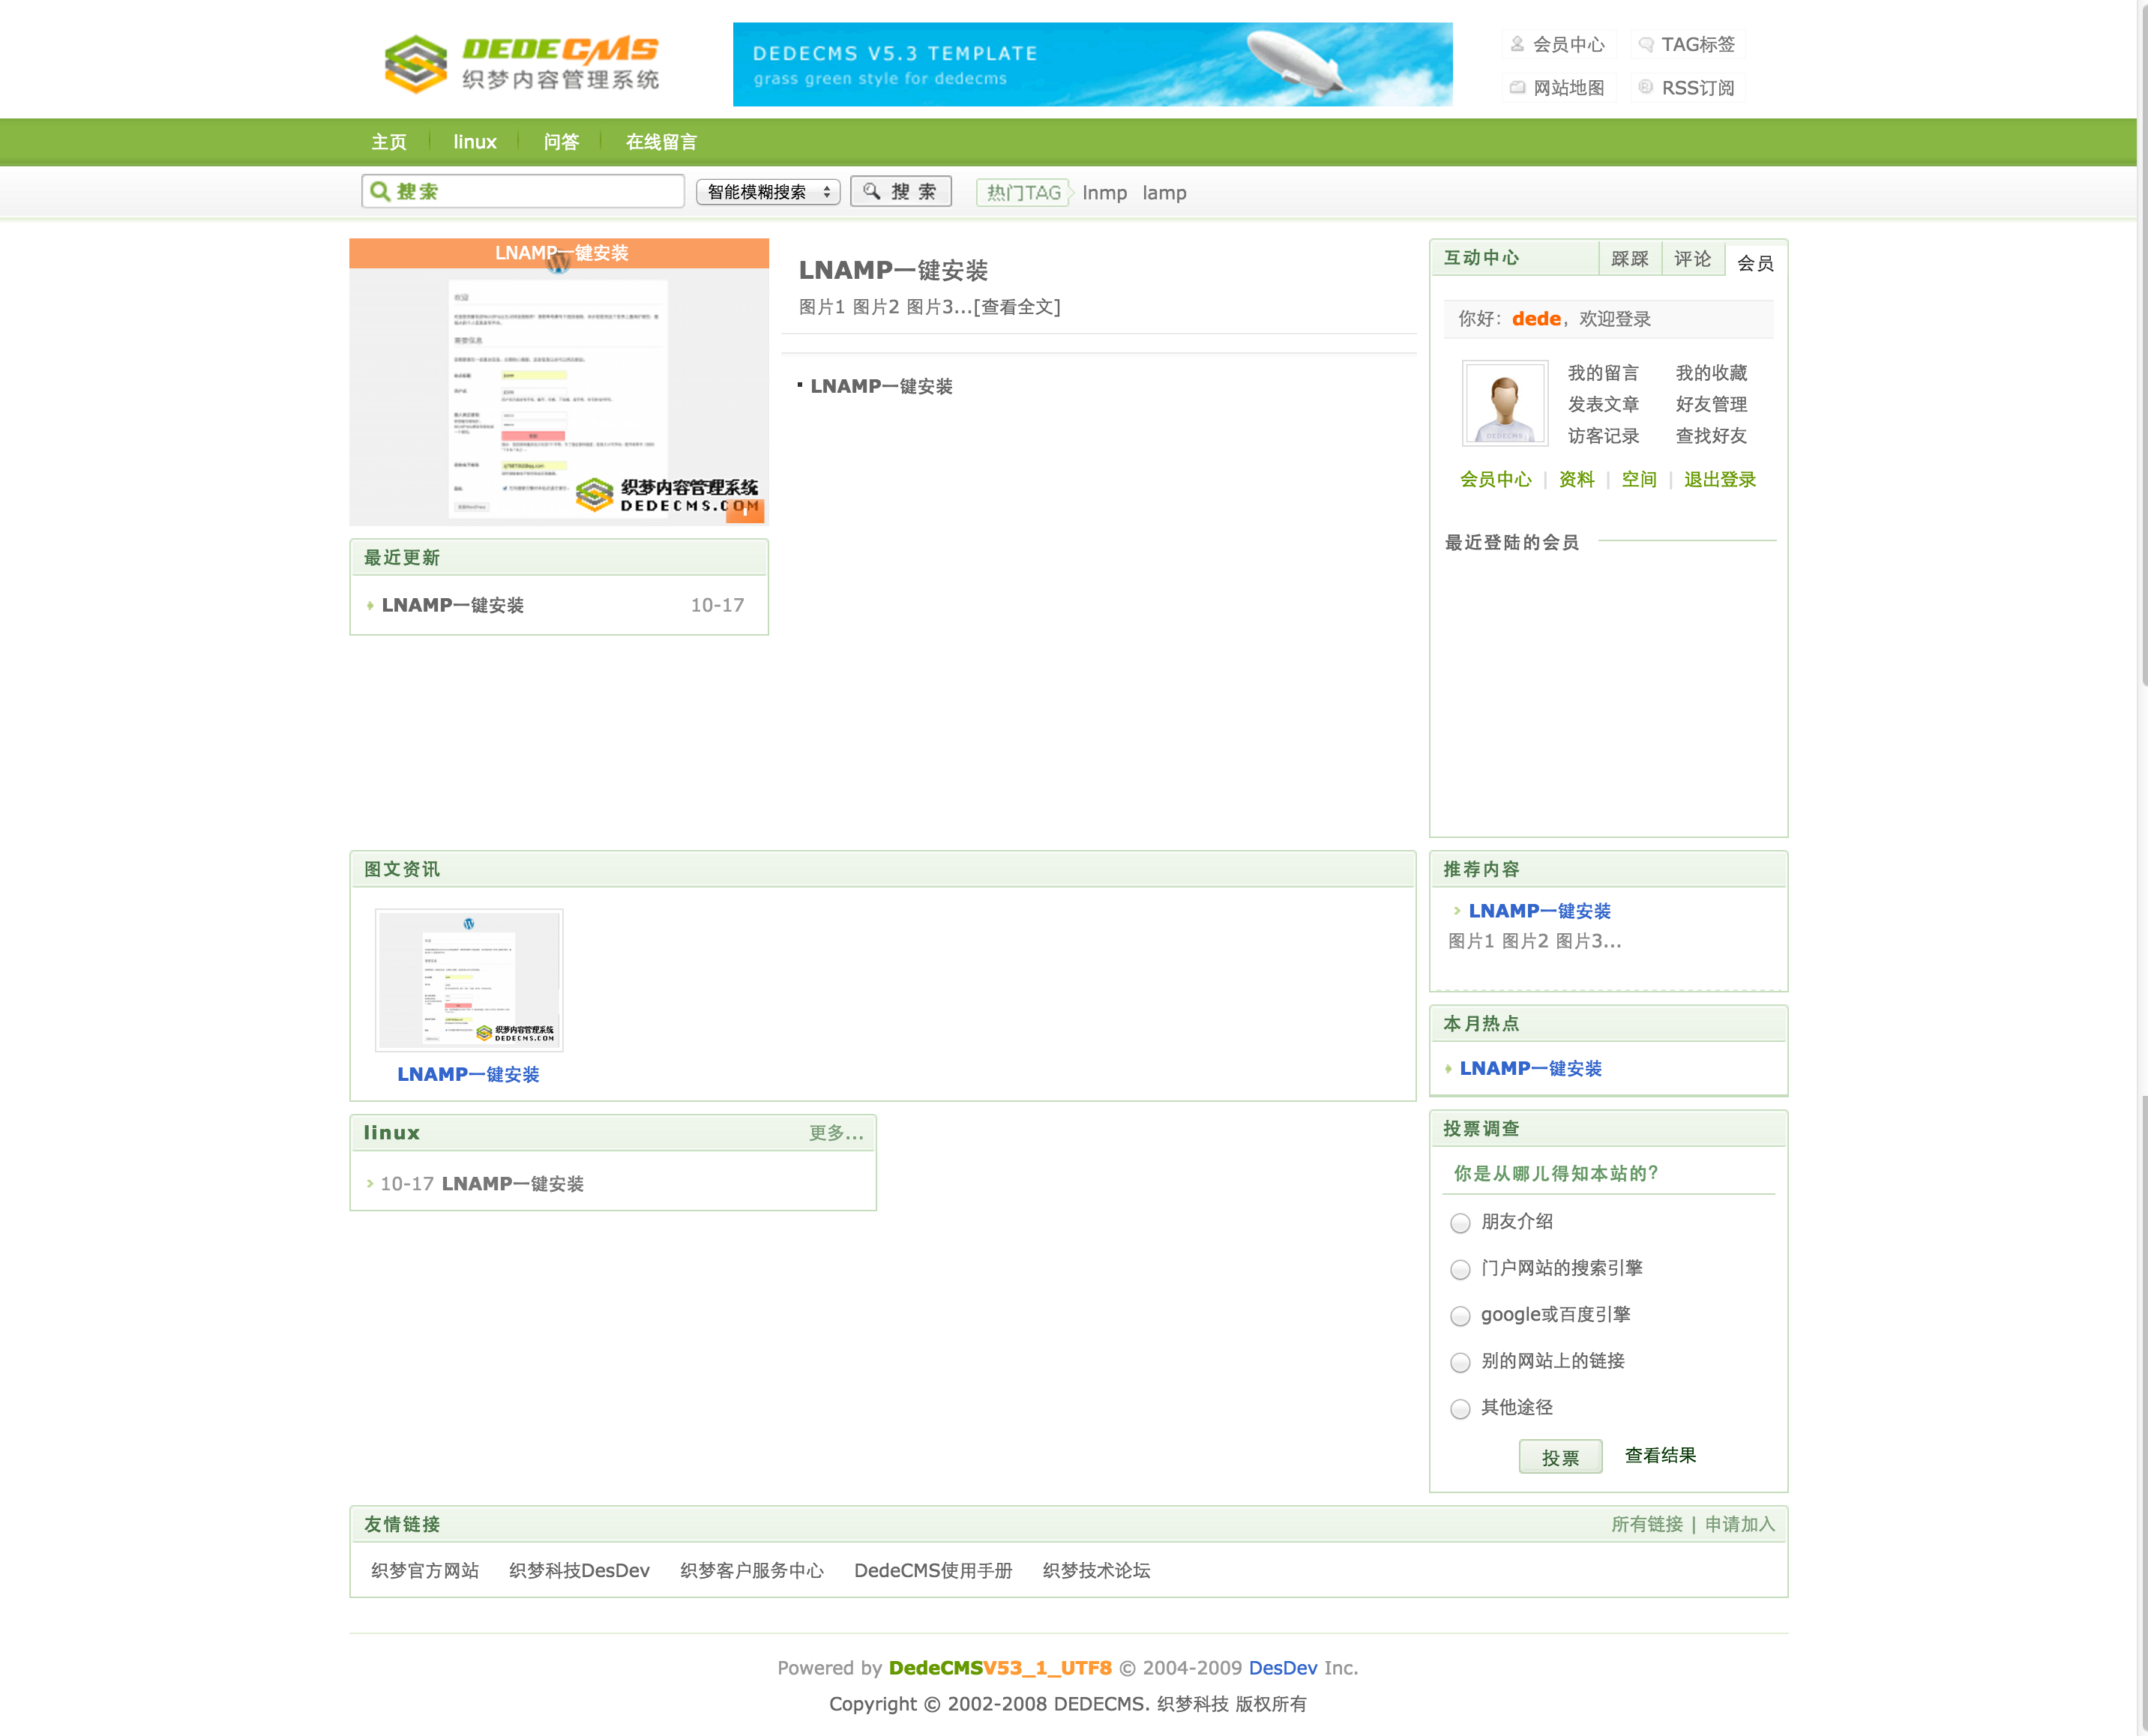 DEDECMS
织梦内容管理系统
DEDECMS V5.3 TEMPLATE
grass green style for dedecms
会员中心 TAG标签
网站地图 RSS订阅
主页 linux 问答 在线留言
搜索 智能模糊搜索 搜 索 热门TAG lnmp lamp
LNAMP一键安装
织梦内容管理系统
DEDECMS.COM
1
最近更新
LNAMP一键安装 10-17
LNAMP一键安装
图片1 图片2 图片3...[查看全文]
LNAMP一键安装
互动中心 踩踩 评论 会员
你好：dede，欢迎登录
DEDECMS
我的留言 我的收藏
发表文章 好友管理
访客记录 查找好友
会员中心 | 资料 | 空间 | 退出登录
最近登陆的会员
图文资讯
织梦内容管理系统
DEDECMS.COM
LNAMP一键安装
linux 更多...
10-17 LNAMP一键安装
推荐内容
LNAMP一键安装
图片1 图片2 图片3...
本月热点
LNAMP一键安装
投票调查
你是从哪儿得知本站的？
朋友介绍
门户网站的搜索引擎
google或百度引擎
别的网站上的链接
其他途径
投票 查看结果
友情链接 所有链接 | 申请加入
织梦官方网站 织梦科技DesDev 织梦客户服务中心 DedeCMS使用手册 织梦技术论坛
Powered by DedeCMSV53_1_UTF8 © 2004-2009 DesDev Inc.
Copyright © 2002-2008 DEDECMS. 织梦科技 版权所有